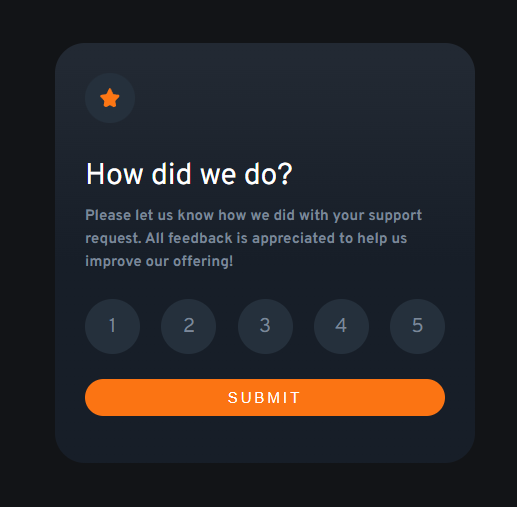 How did we do?
Please let us know how we did with your support
request. All feedback is appreciated to help us
improve our offering!
1 2 3 4 5
SUBMIT